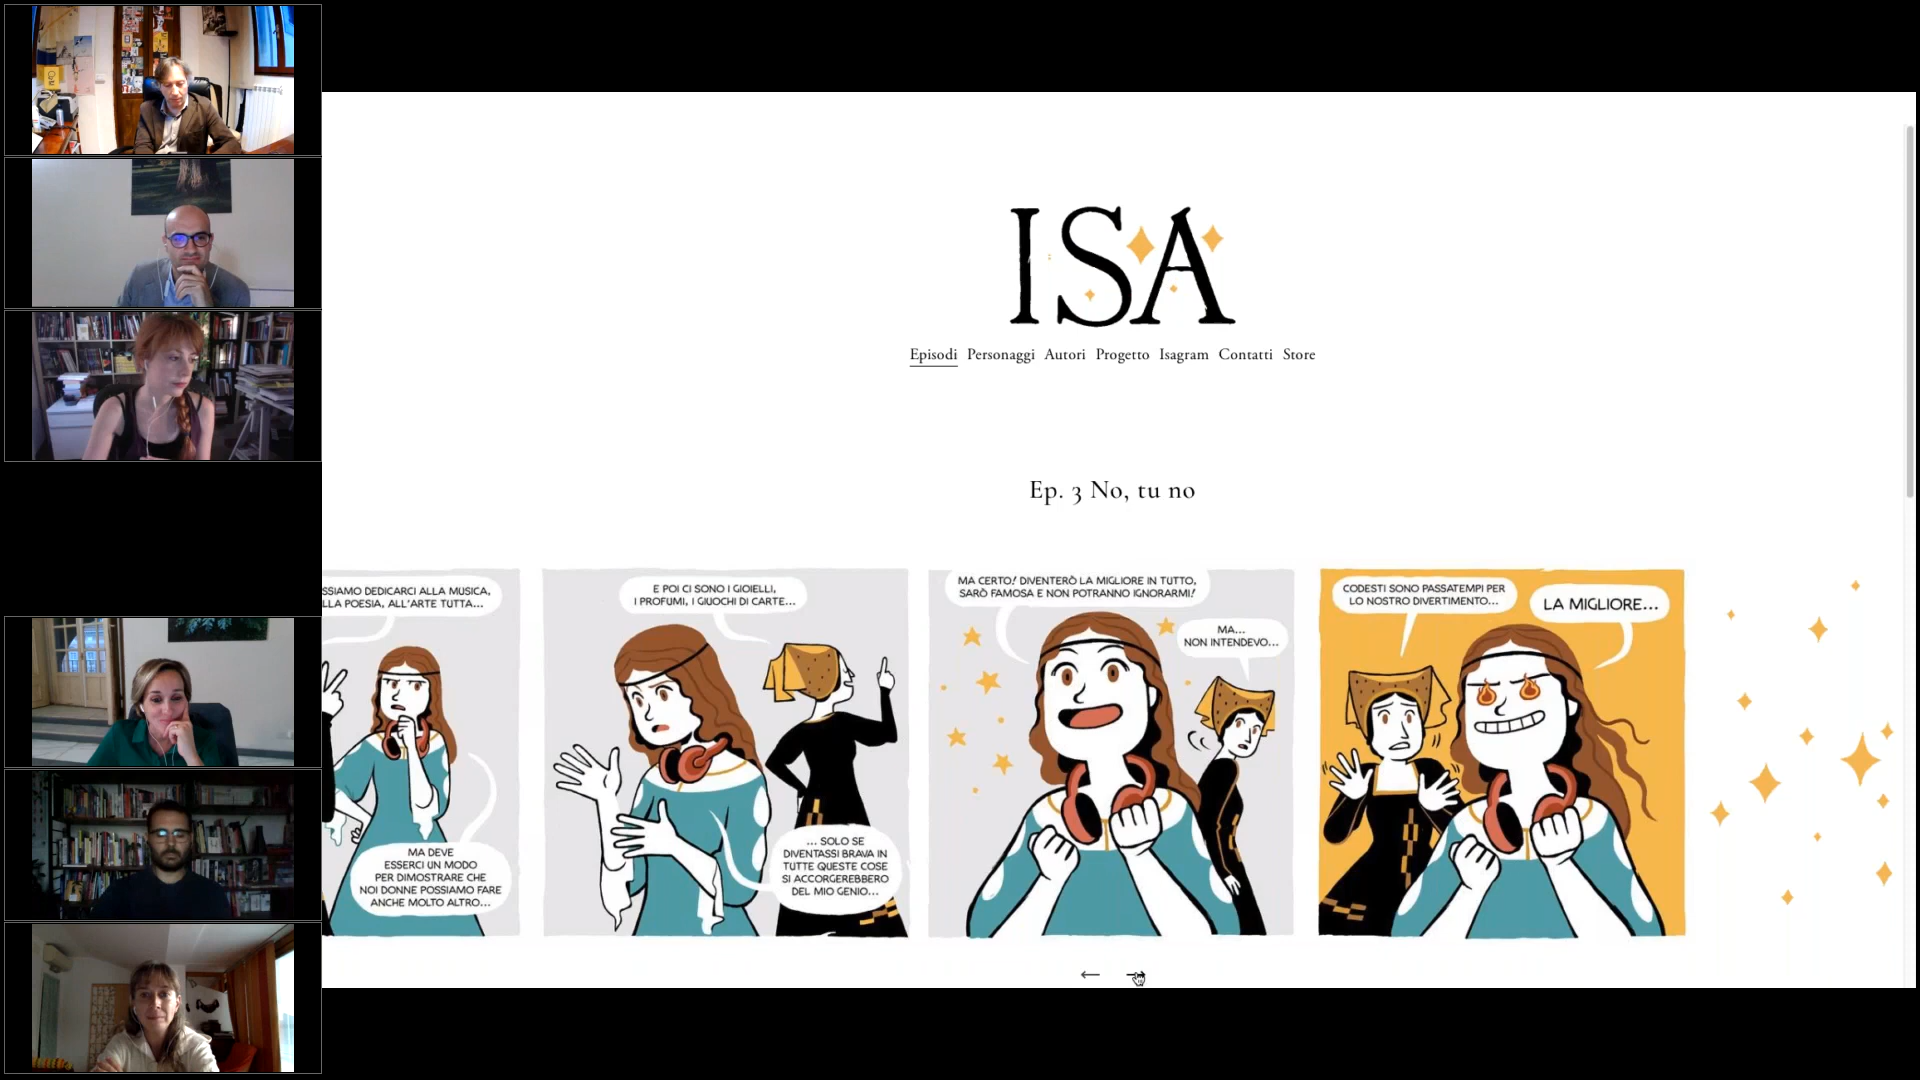 ISA
Episodi Personaggi Autori Progetto Isagram Contatti Store
Ep. 3 No, tu no
SSIAMO DEDICARCI ALLA MUSICA,
LLA POESIA, ALL'ARTE TUTTA...
MA DEVE
ESSERCI UN MODO
PER DIMOSTRARE CHE
NOI DONNE POSSIAMO FARE
ANCHE MOLTO ALTRO...
E POI CI SONO I GIOIELLI,
I PROFUMI, I GIUOCHI DI CARTE...
... SOLO SE
DIVENTASSI BRAVA IN
TUTTE QUESTE COSE
SI ACCORGEREBBERO
DEL MIO GENIO...
MA CERTO! DIVENTERÒ LA MIGLIORE IN TUTTO,
SARÒ FAMOSA E NON POTRANNO IGNORARMI!
MA...
NON INTENDEVO...
CODESTI SONO PASSATEMPI PER
LO NOSTRO DIVERTIMENTO...
LA MIGLIORE...